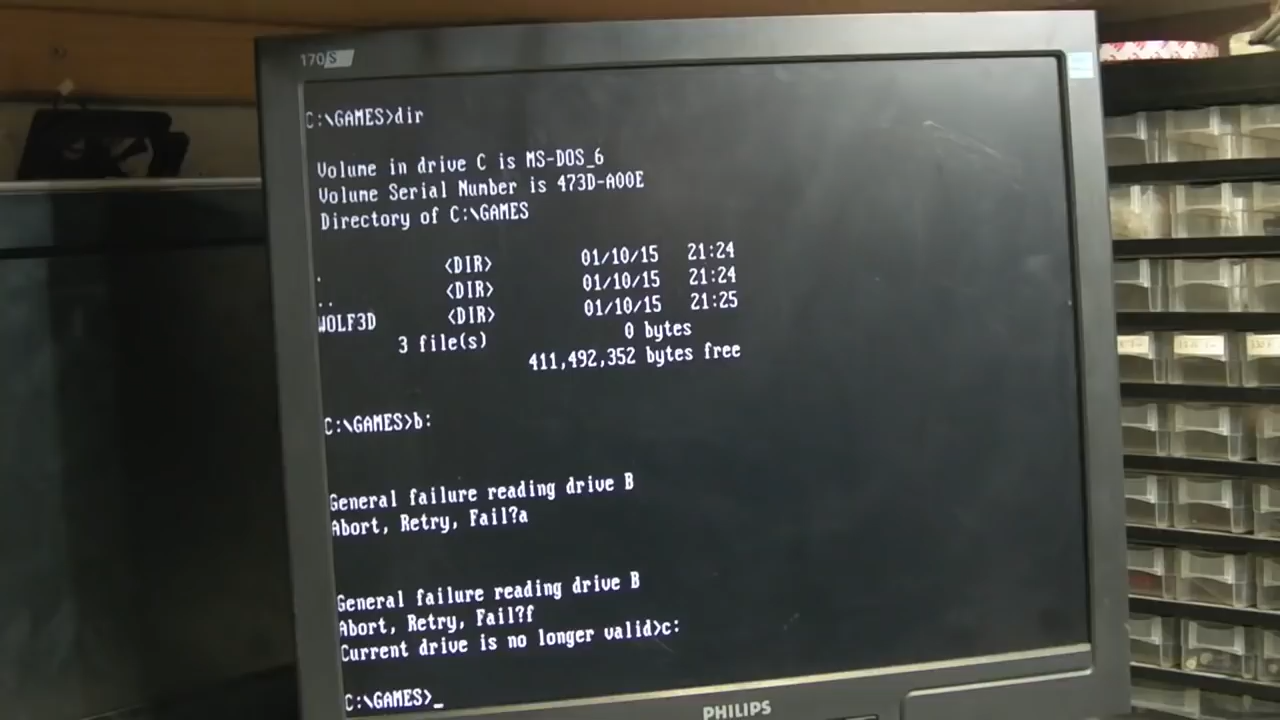 170S
C:\GAMES>dir
Volume in drive C is MS-DOS_6
Volume Serial Number is 473D-A00E
Directory of C:\GAMES
. <DIR> 01/10/15 21:24
.. <DIR> 01/10/15 21:24
WOLF3D <DIR> 01/10/15 21:25
3 file(s) 0 bytes
411,492,352 bytes free
C:\GAMES>b:
General failure reading drive B
Abort, Retry, Fail?a
General failure reading drive B
Abort, Retry, Fail?f
Current drive is no longer valid>c:
C:\GAMES>_
PHILIPS